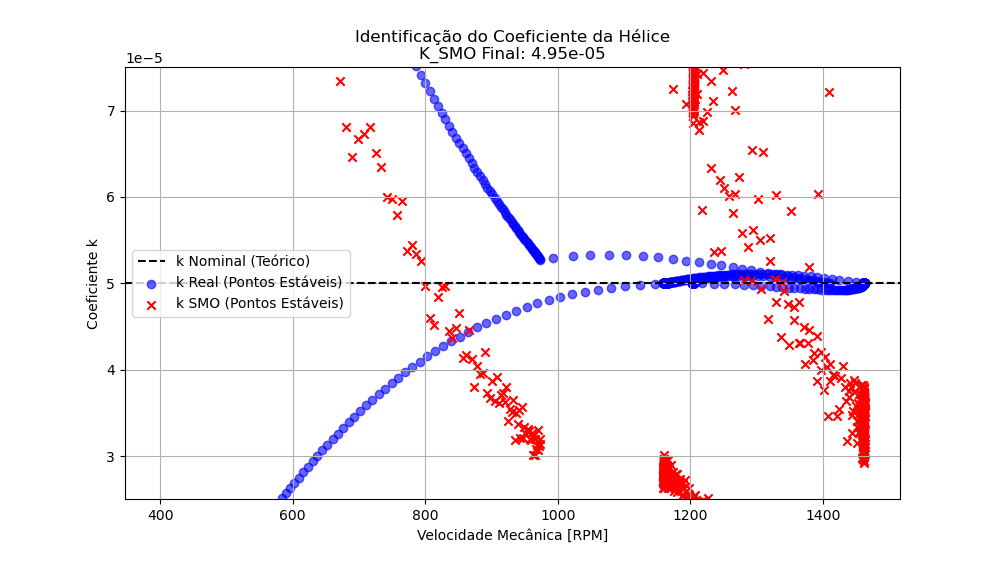 Identificação do Coeficiente da Hélice
K_SMO Final: 4.95e-05
1e−5
7
6
5
4
3
Coeficiente k
k Nominal (Teórico)
k Real (Pontos Estáveis)
k SMO (Pontos Estáveis)
400 600 800 1000 1200 1400
Velocidade Mecânica [RPM]